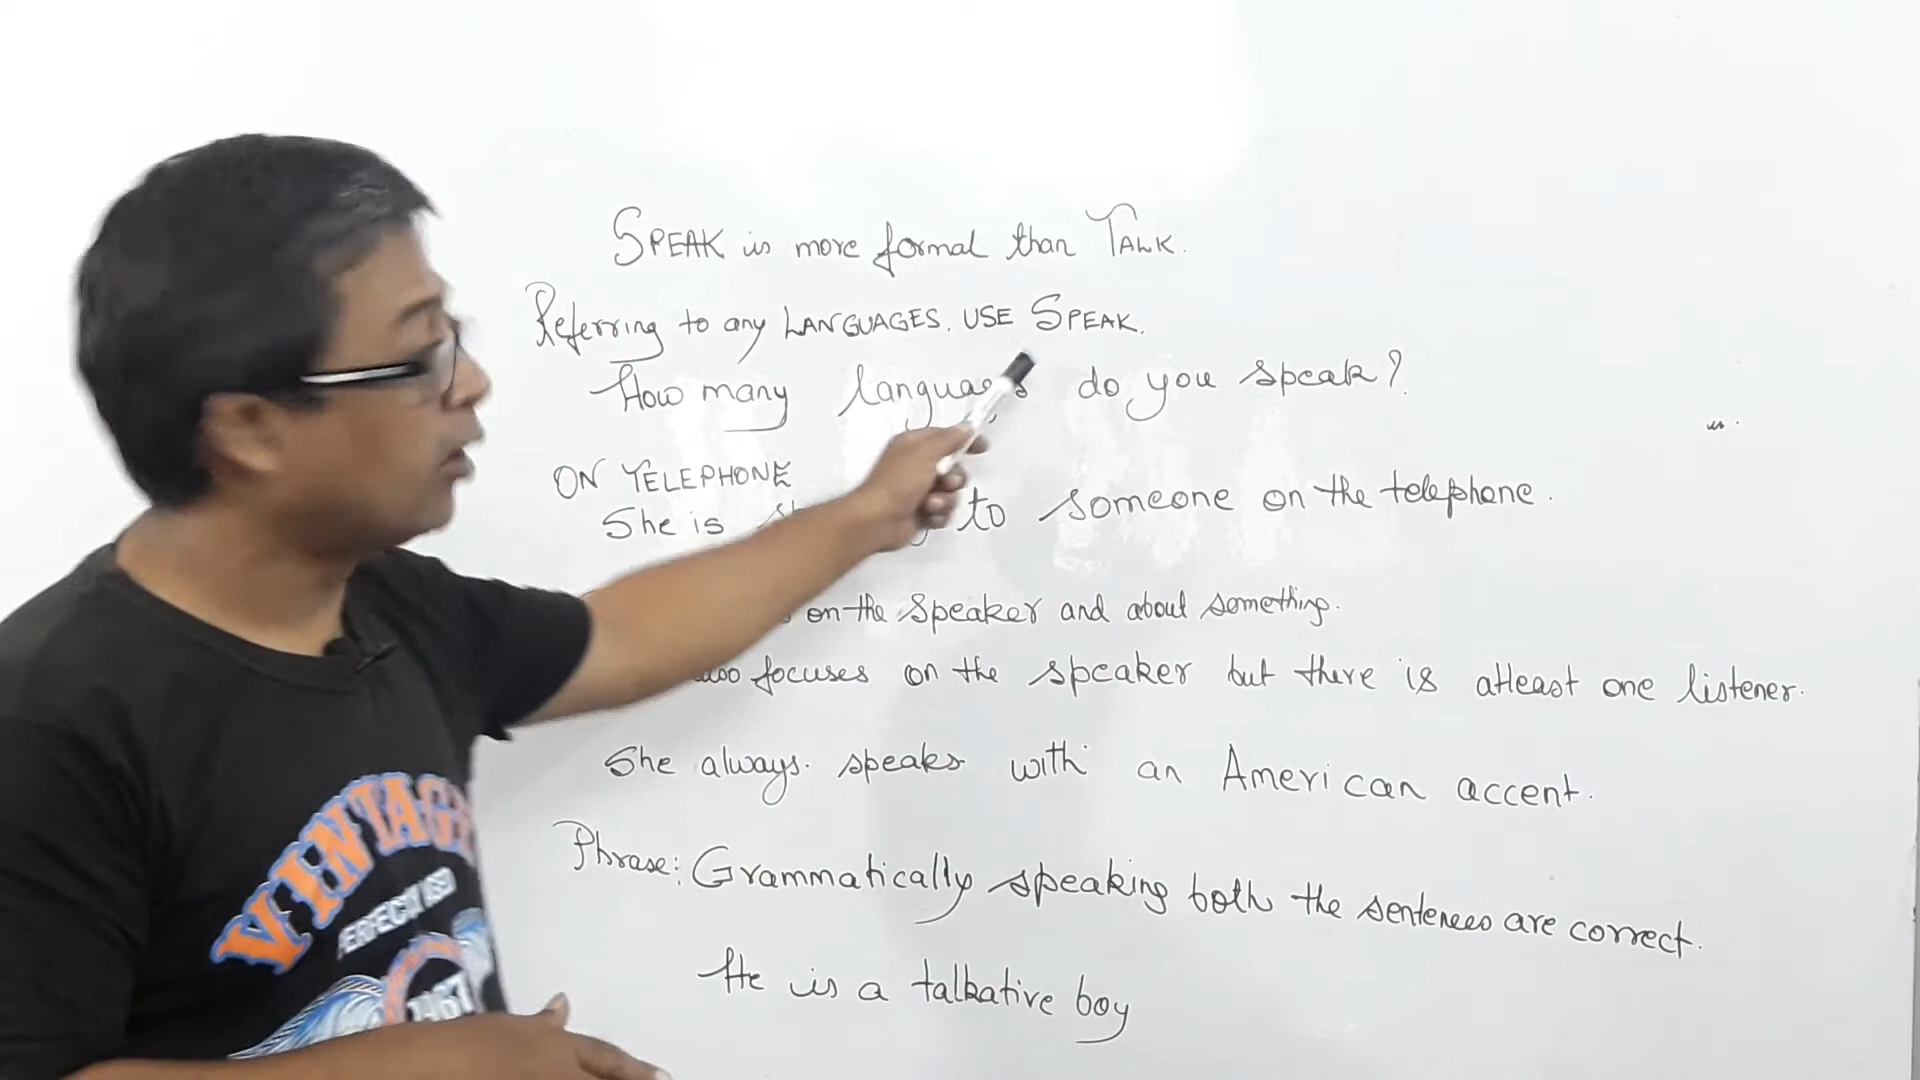 SPEAK is more formal than TALK.
Referring to any LANGUAGES. USE SPEAK.
How many languages do you speak?
ON TELEPHONE
She is to someone on the telephone.
on the speaker and about something.
focuses on the speaker but there is atleast one listener.
She always. speaks with an American accent.
Phrase: Grammatically speaking both the sentences are correct.
He is a talkative boy
VINTAGE